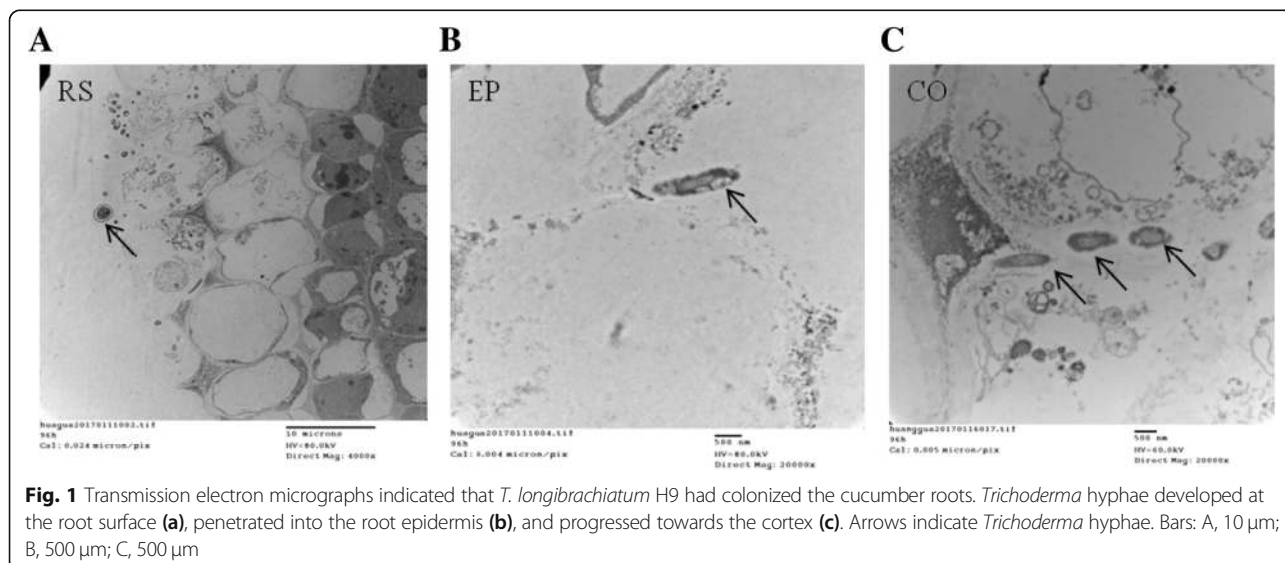 A
B
C
RS
EP
CO
huagua20170111002.tif
96h
Cal: 0.024 micron/pix
10 microns
HV=80.0kV
Direct Mag: 4000x
huagua20170111004.tif
96h
Cal: 0.004 micron/pix
500 nm
HV=80.0kV
Direct Mag: 20000x
huanggua20170116017.tif
96h
Cal: 0.005 micron/pix
500 nm
HV=60.0kV
Direct Mag: 20000x
Fig. 1 Transmission electron micrographs indicated that T. longibrachiatum H9 had colonized the cucumber roots. Trichoderma hyphae developed at
the root surface (a), penetrated into the root epidermis (b), and progressed towards the cortex (c). Arrows indicate Trichoderma hyphae. Bars: A, 10 μm;
B, 500 μm; C, 500 μm